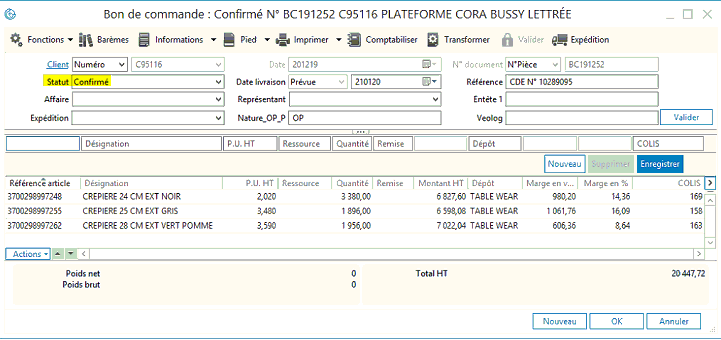 Bon de commande : Confirmé N° BC191252 C95116 PLATEFORME CORA BUSSY LETTRÉE
Fonctions Barèmes Informations Pied Imprimer Comptabiliser Transformer Valider Expédition
Client Numéro C95116 Date 201219 N° document N°Pièce BC191252
Statut Confirmé Date livraison Prévue 210120 Référence CDE N° 10289095
Affaire Représentant Entête 1
Expédition Nature_OP_P OP Veolog Valider
Désignation P.U. HT Ressource Quantité Remise Dépôt COLIS
Nouveau Supprimer Enregistrer
Référence article Désignation P.U. HT Ressource Quantité Remise Montant HT Dépôt Marge en v... Marge en % COLIS
3700298997248 CREPIERE 24 CM EXT NOIR 2,020 3 380,00 6 827,60 TABLE WEAR 980,20 14,36 169
3700298997255 CREPIERE 25 CM EXT GRIS 3,480 1 896,00 6 598,08 TABLE WEAR 1 061,76 16,09 158
3700298997262 CREPIERE 28 CM EXT VERT POMME 3,590 1 956,00 7 022,04 TABLE WEAR 606,36 8,64 163
Actions
Poids net 0 Total HT 20 447,72
Poids brut 0
Nouveau OK Annuler